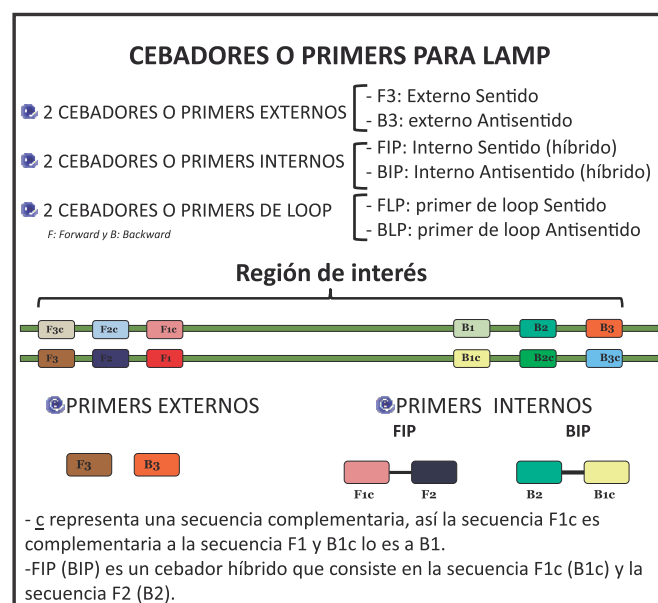 CEBADORES O PRIMERS PARA LAMP
2 CEBADORES O PRIMERS EXTERNOS
- F3: Externo Sentido
- B3: externo Antisentido
2 CEBADORES O PRIMERS INTERNOS
- FIP: Interno Sentido (híbrido)
- BIP: Interno Antisentido (híbrido)
2 CEBADORES O PRIMERS DE LOOP
- FLP: primer de loop Sentido
- BLP: primer de loop Antisentido
F: Forward y B: Backward
Región de interés
F3c F2c F1c B1 B2 B3
F3 F2 F1 B1c B2c B3c
PRIMERS EXTERNOS
F3 B3
PRIMERS INTERNOS
FIP BIP
F1c F2 B2 B1c
- c representa una secuencia complementaria, así la secuencia F1c es
complementaria a la secuencia F1 y B1c lo es a B1.
-FIP (BIP) es un cebador híbrido que consiste en la secuencia F1c (B1c) y la
secuencia F2 (B2).